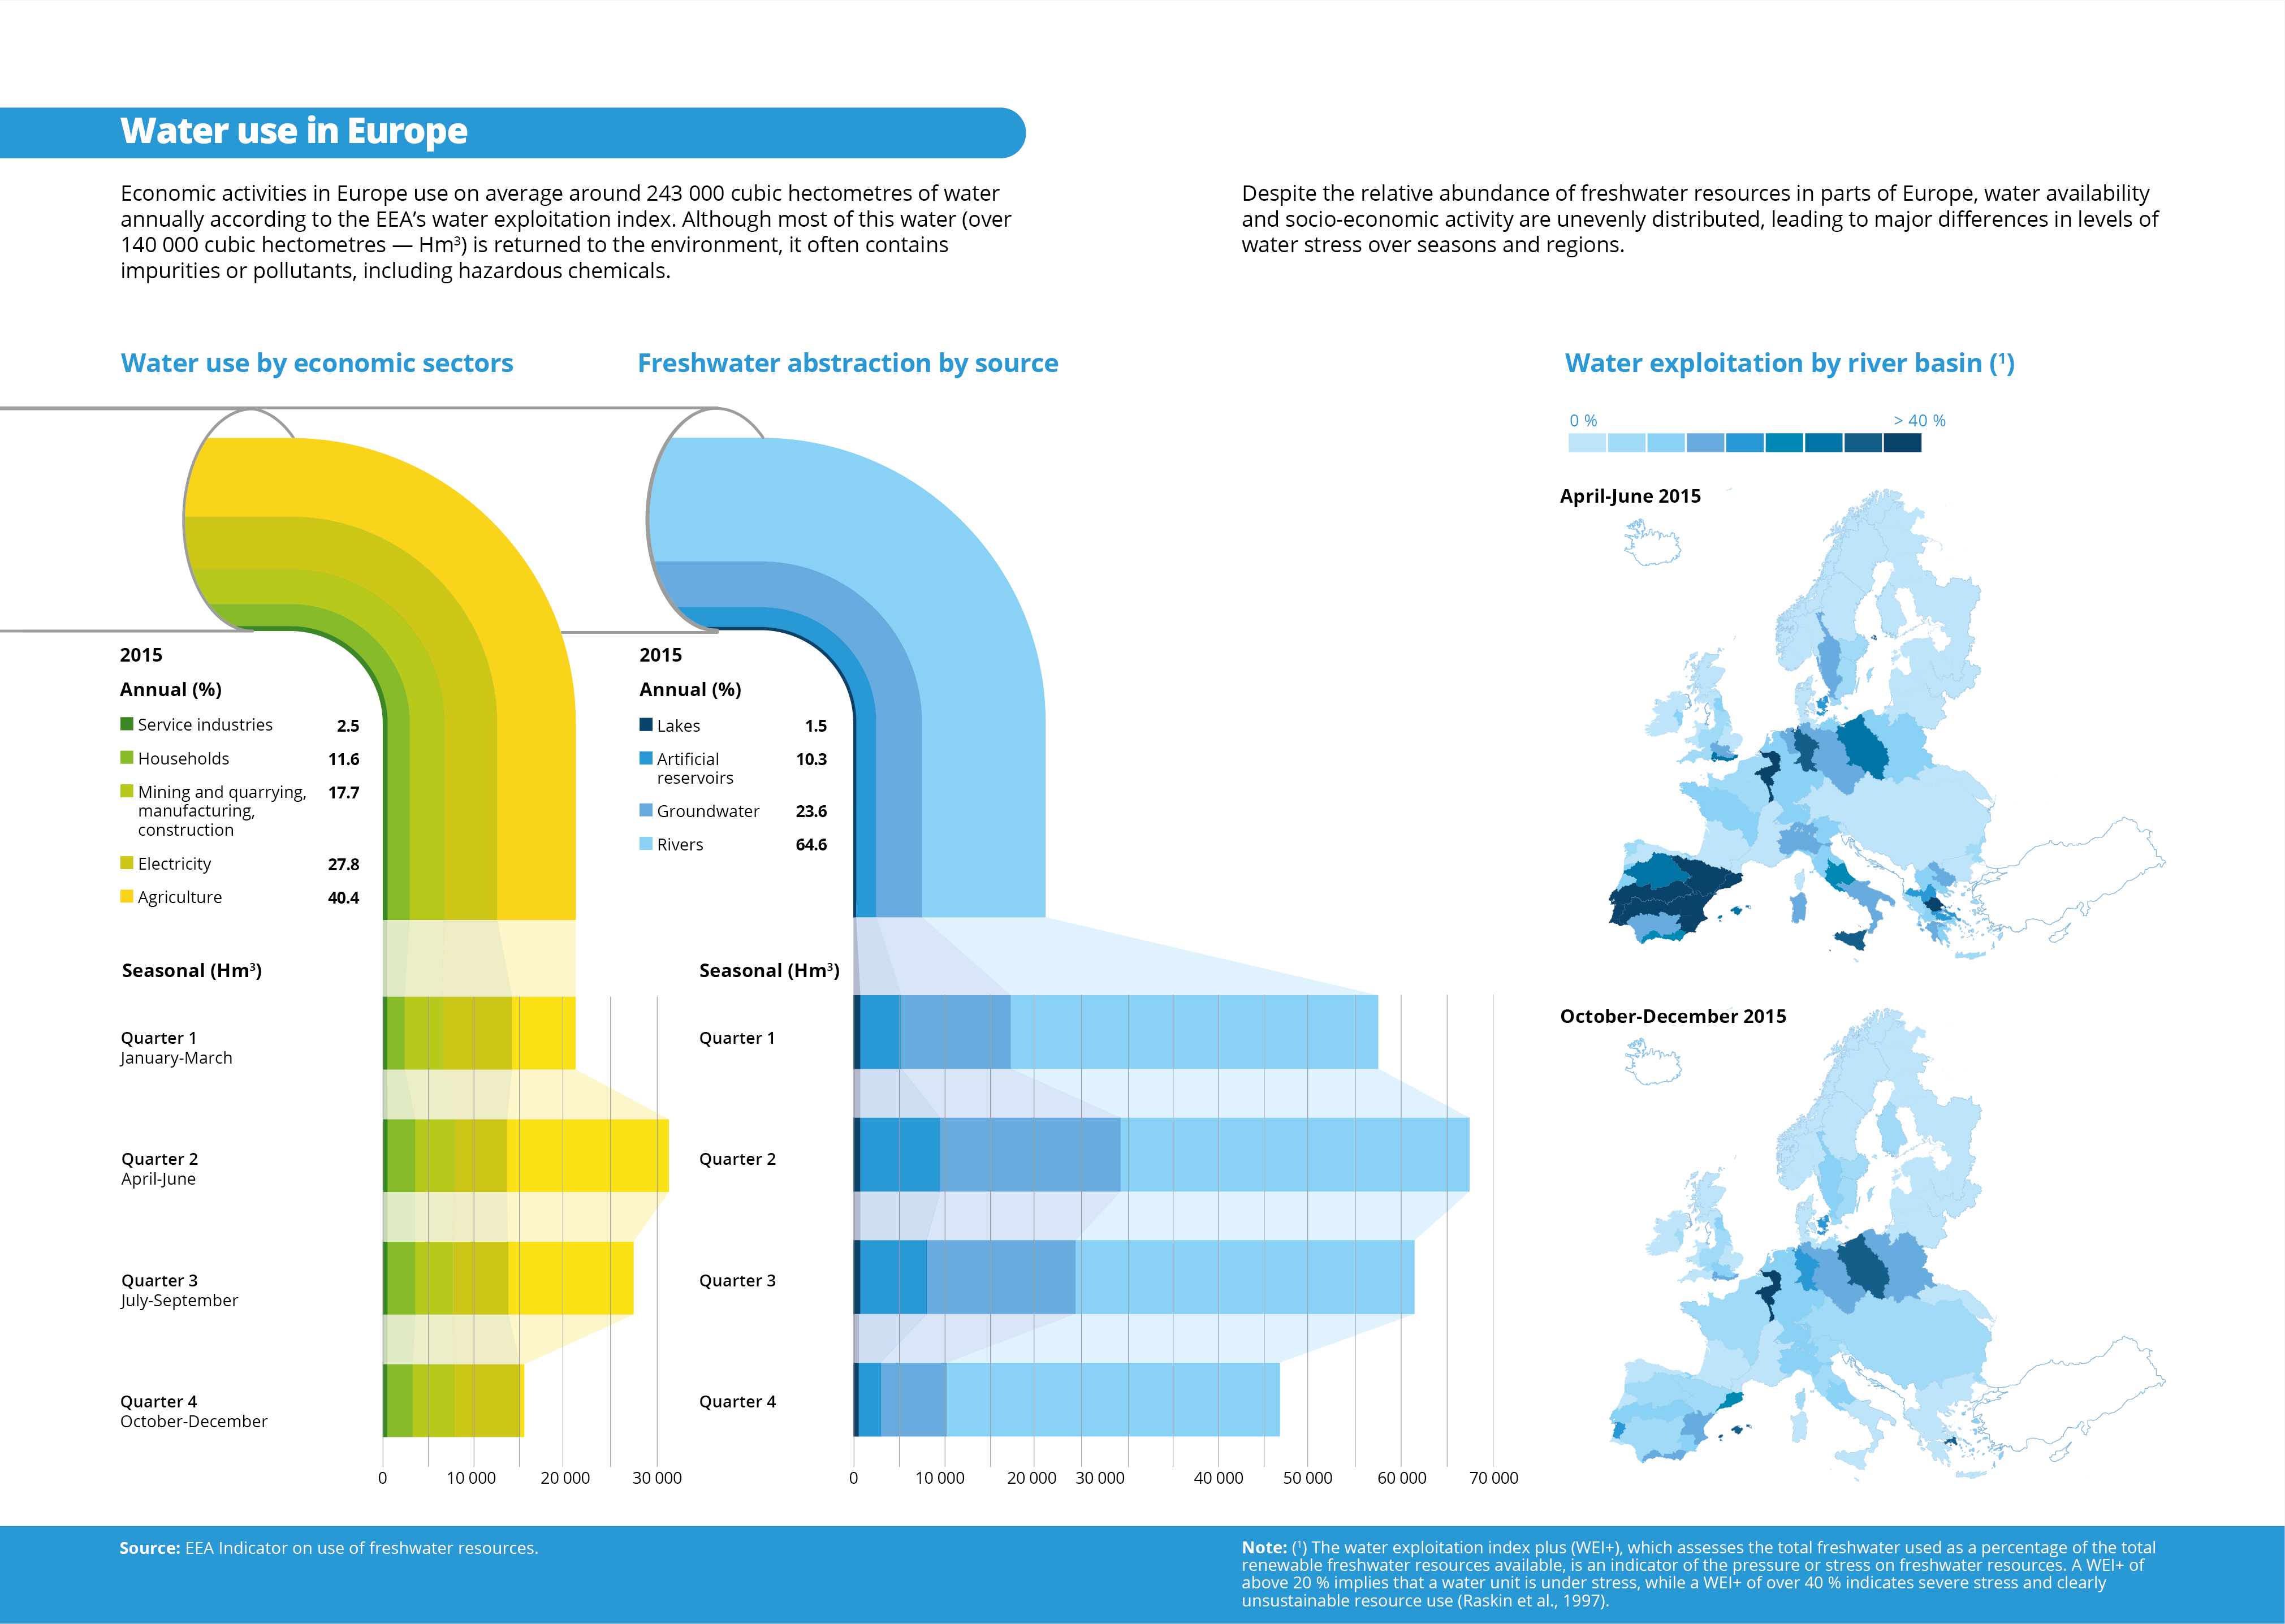 Water use in Europe
Economic activities in Europe use on average around 243 000 cubic hectometres of water
annually according to the EEA’s water exploitation index. Although most of this water (over
140 000 cubic hectometres — Hm³) is returned to the environment, it often contains
impurities or pollutants, including hazardous chemicals.
Despite the relative abundance of freshwater resources in parts of Europe, water availability
and socio-economic activity are unevenly distributed, leading to major differences in levels of
water stress over seasons and regions.
Water use by economic sectors
2015
Annual (%)
Service industries 2.5
Households 11.6
Mining and quarrying, 17.7
manufacturing,
construction
Electricity 27.8
Agriculture 40.4
Seasonal (Hm³)
Quarter 1
January-March
Quarter 2
April-June
Quarter 3
July-September
Quarter 4
October-December
0 10 000 20 000 30 000
Freshwater abstraction by source
2015
Annual (%)
Lakes 1.5
Artificial 10.3
reservoirs
Groundwater 23.6
Rivers 64.6
Seasonal (Hm³)
Quarter 1
Quarter 2
Quarter 3
Quarter 4
0 10 000 20 000 30 000 40 000 50 000 60 000 70 000
Water exploitation by river basin (¹)
0 % > 40 %
April-June 2015
October-December 2015
Source: EEA Indicator on use of freshwater resources.
Note: (¹) The water exploitation index plus (WEI+), which assesses the total freshwater used as a percentage of the total
renewable freshwater resources available, is an indicator of the pressure or stress on freshwater resources. A WEI+ of
above 20 % implies that a water unit is under stress, while a WEI+ of over 40 % indicates severe stress and clearly
unsustainable resource use (Raskin et al., 1997).